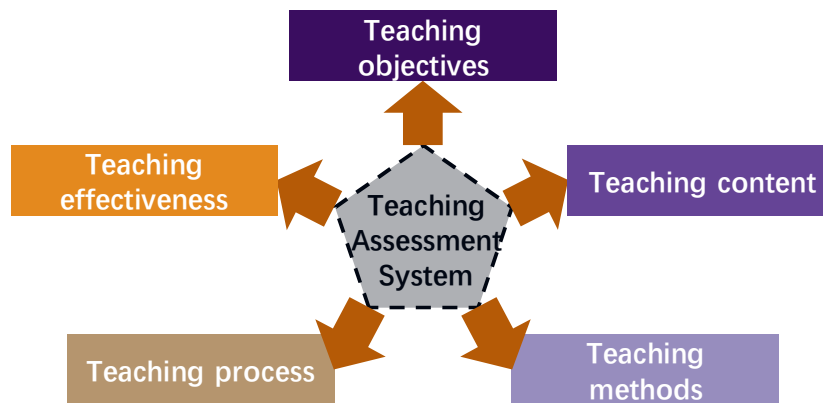 Teaching
objectives
Teaching
effectiveness
Teaching content
Teaching
Assessment
System
Teaching process
Teaching
methods